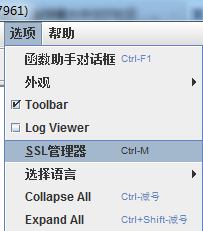 7961)
选项 帮助
函数助手对话框 Ctrl-F1
外观
Toolbar
Log Viewer
SSL管理器 Ctrl-M
选择语言
Collapse All Ctrl-减号
Expand All Ctrl+Shift-减号